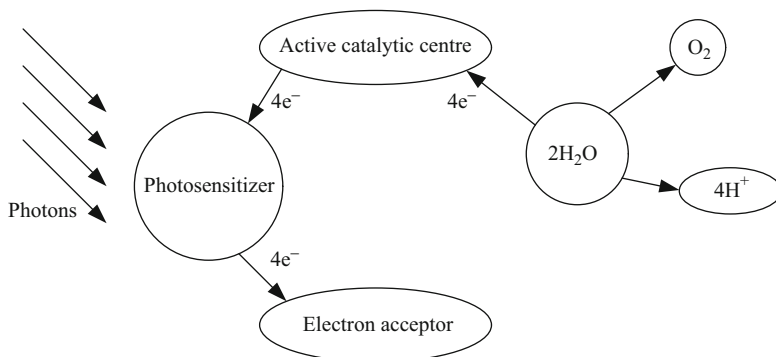 Active catalytic centre
O₂
4e⁻
4e⁻
2H₂O
Photosensitizer
4H⁺
Photons
4e⁻
Electron acceptor